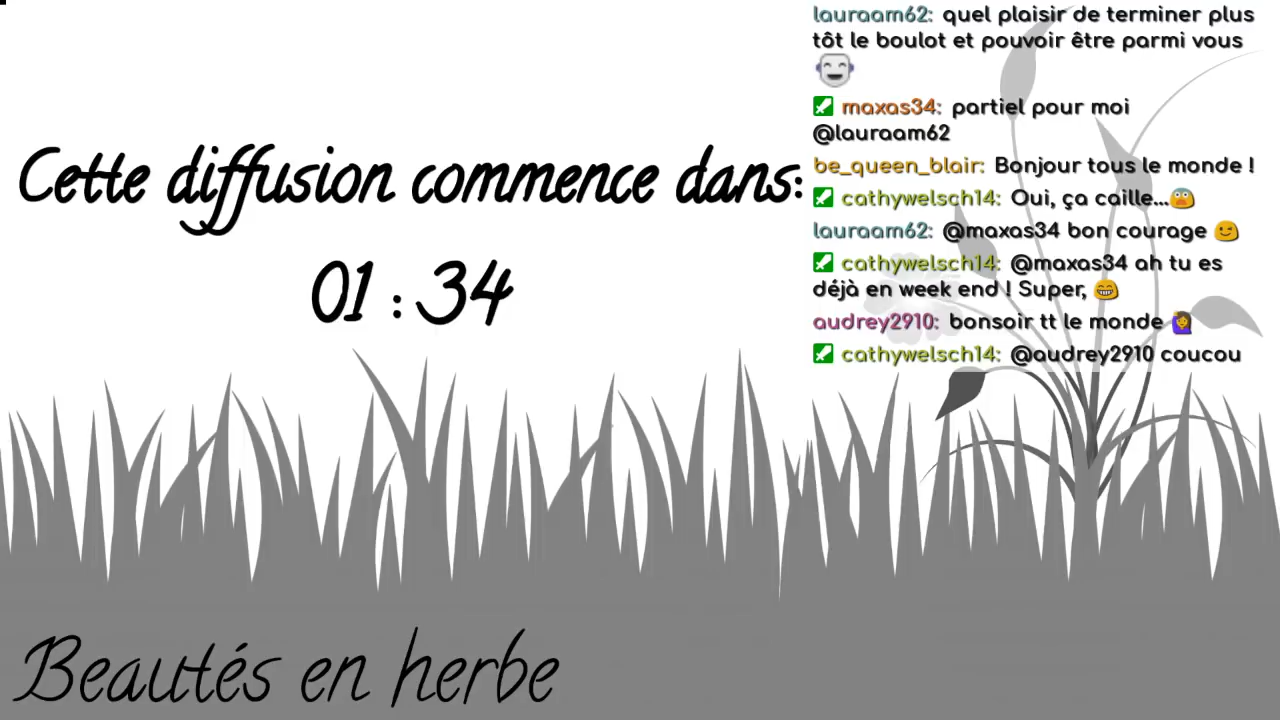 Cette diffusion commence dans:
01 : 34
lauraam62: quel plaisir de terminer plus
tôt le boulot et pouvoir être parmi vous
maxas34: partiel pour moi
@lauraam62
be_queen_blair: Bonjour tous le monde !
cathywelsch14: Oui, ça caille...😨
lauraam62: @maxas34 bon courage 😉
cathywelsch14: @maxas34 ah tu es
déjà en week end ! Super, 😁
audrey2910: bonsoir tt le monde 🙋‍♀️
cathywelsch14: @audrey2910 coucou
Beautés en herbe